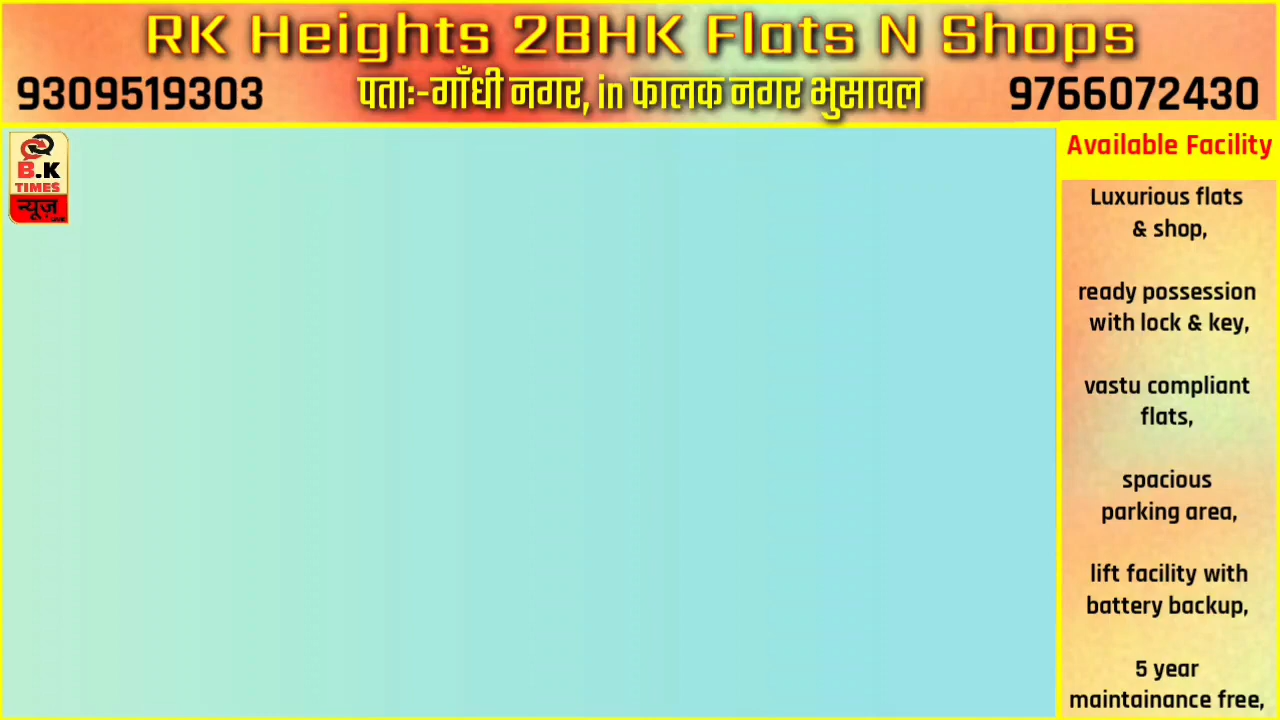 RK Heights 2BHK Flats N Shops
9309519303
पताः-गाँधी नगर, in फालक नगर भुसावल
9766072430
B.K
TIMES
न्यूज़
Available Facility
Luxurious flats
& shop,
ready possession
with lock & key,
vastu compliant
flats,
spacious
parking area,
lift facility with
battery backup,
5 year
maintainance free,